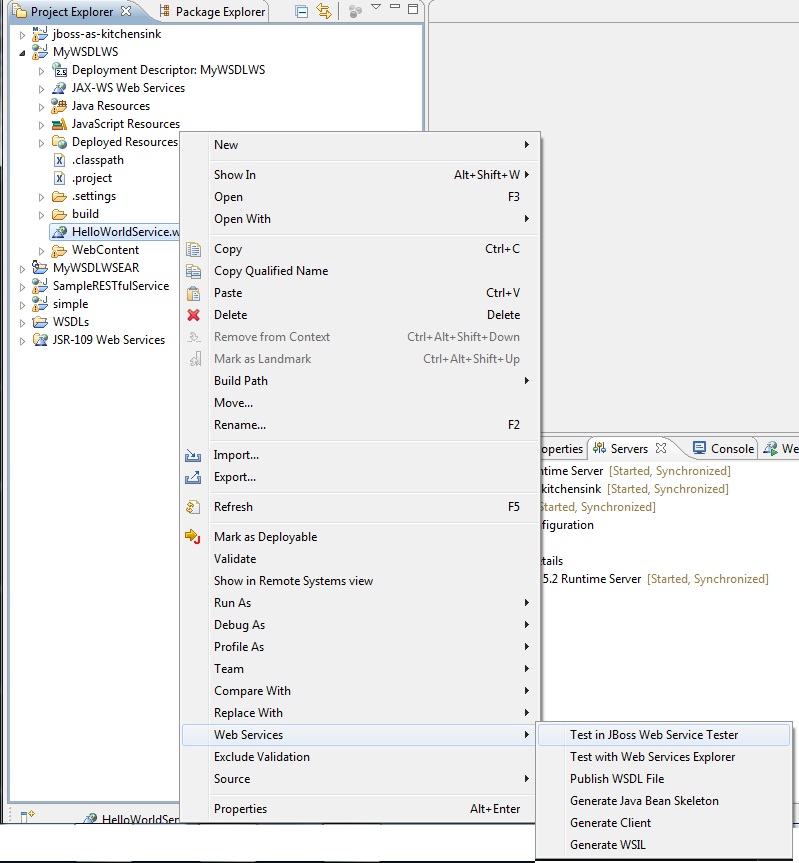 Project Explorer
Package Explorer
jboss-as-kitchensink
MyWSDLWS
Deployment Descriptor: MyWSDLWS
JAX-WS Web Services
Java Resources
JavaScript Resources
Deployed Resources
.classpath
.project
.settings
build
HelloWorldService.w
WebContent
MyWSDLWSEAR
SampleRESTfulService
simple
WSDLs
JSR-109 Web Services
New
Show In Alt+Shift+W
Open F3
Open With
Copy Ctrl+C
Copy Qualified Name
Paste Ctrl+V
Delete Delete
Remove from Context Ctrl+Alt+Shift+Down
Mark as Landmark Ctrl+Alt+Shift+Up
Build Path
Move...
Rename... F2
Import...
Export...
Refresh F5
Mark as Deployable
Validate
Show in Remote Systems view
Run As
Debug As
Profile As
Team
Compare With
Replace With
Web Services
Exclude Validation
Source
Properties Alt+Enter
Test in JBoss Web Service Tester
Test with Web Services Explorer
Publish WSDL File
Generate Java Bean Skeleton
Generate Client
Generate WSIL
operties
Servers
Console
We
ntime Server [Started, Synchronized]
kitchensink [Started, Synchronized]
Started, Synchronized]
figuration
tails
5.2 Runtime Server [Started, Synchronized]
HelloWorldSer